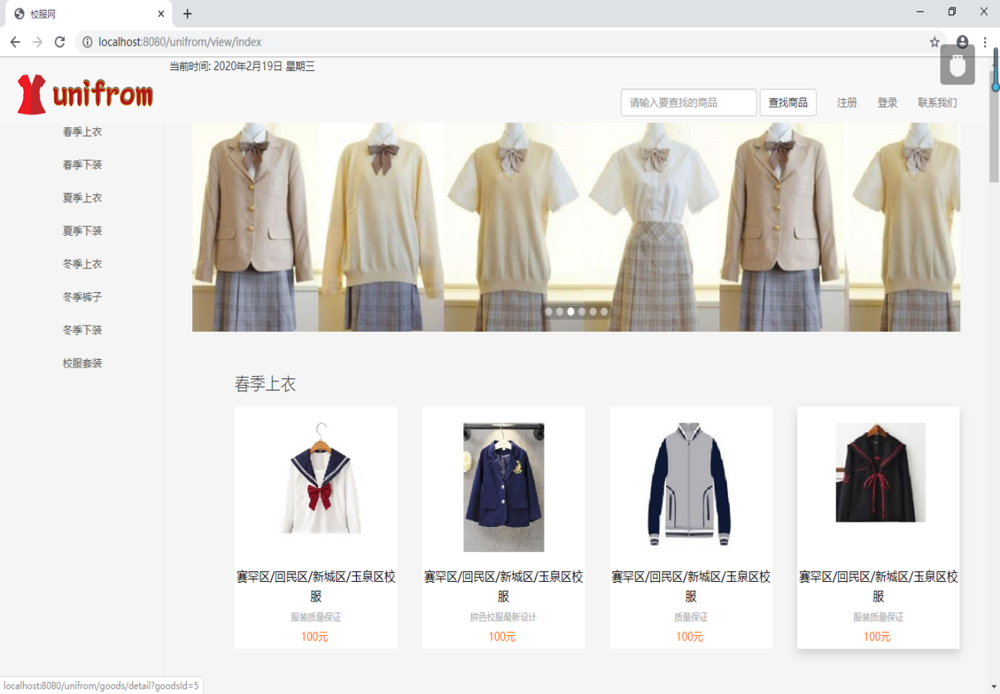 校服网
localhost:8080/unifrom/view/index
当前时间: 2020年2月19日 星期三
unifrom
请输入要查找的商品
查找商品
注册
登录
联系我们
春季上衣
春季下装
夏季上衣
夏季下装
冬季上衣
冬季裤子
冬季下装
校服套装
春季上衣
赛罕区/回民区/新城区/玉泉区校
服
服装质量保证
100元
赛罕区/回民区/新城区/玉泉区校
服
拼色校服最新设计
100元
赛罕区/回民区/新城区/玉泉区校
服
质量保证
100元
赛罕区/回民区/新城区/玉泉区校
服
服装质量保证
100元
localhost:8080/unifrom/goods/detail?goodsId=5